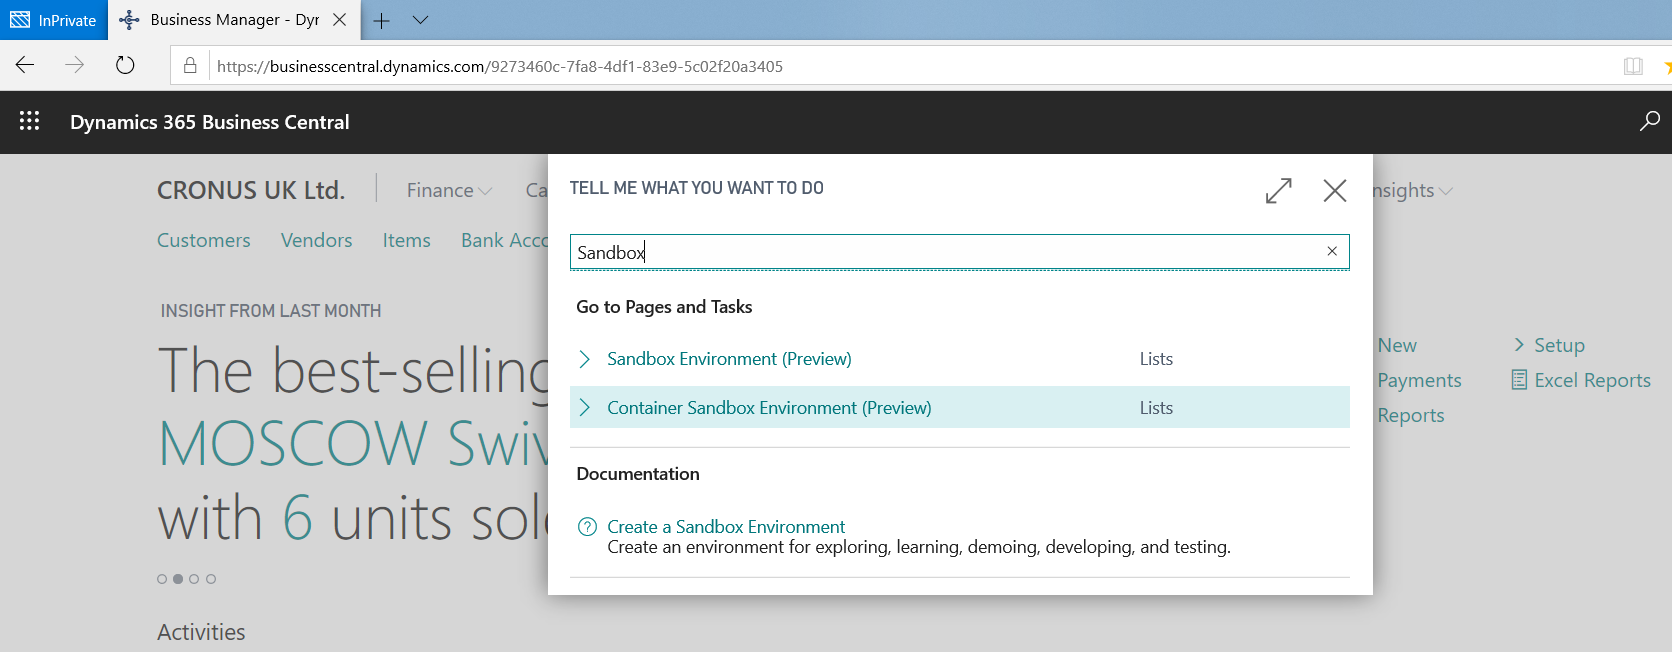 InPrivate
Business Manager - Dyr
https://businesscentral.dynamics.com/9273460c-7fa8-4df1-83e9-5c02f20a3405
Dynamics 365 Business Central
CRONUS UK Ltd.
Finance
Ca
nsights
Customers
Vendors
Items
Bank Acco
INSIGHT FROM LAST MONTH
The best-selling
MOSCOW Swiv
with 6 units sol
TELL ME WHAT YOU WANT TO DO
Sandbox
Go to Pages and Tasks
Sandbox Environment (Preview) Lists
Container Sandbox Environment (Preview) Lists
Documentation
Create a Sandbox Environment
Create an environment for exploring, learning, demoing, developing, and testing.
New
Payments
Reports
Setup
Excel Reports
Activities